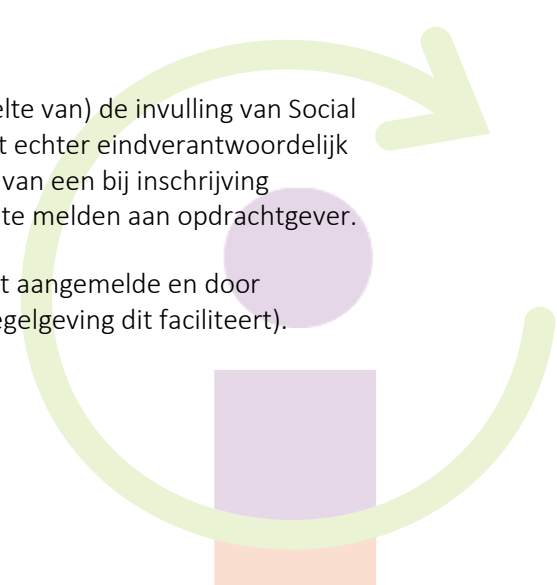 elte van) de invulling van Social
t echter eindverantwoordelijk
van een bij inschrijving
te melden aan opdrachtgever.
t aangemelde en door
egelgeving dit faciliteert).